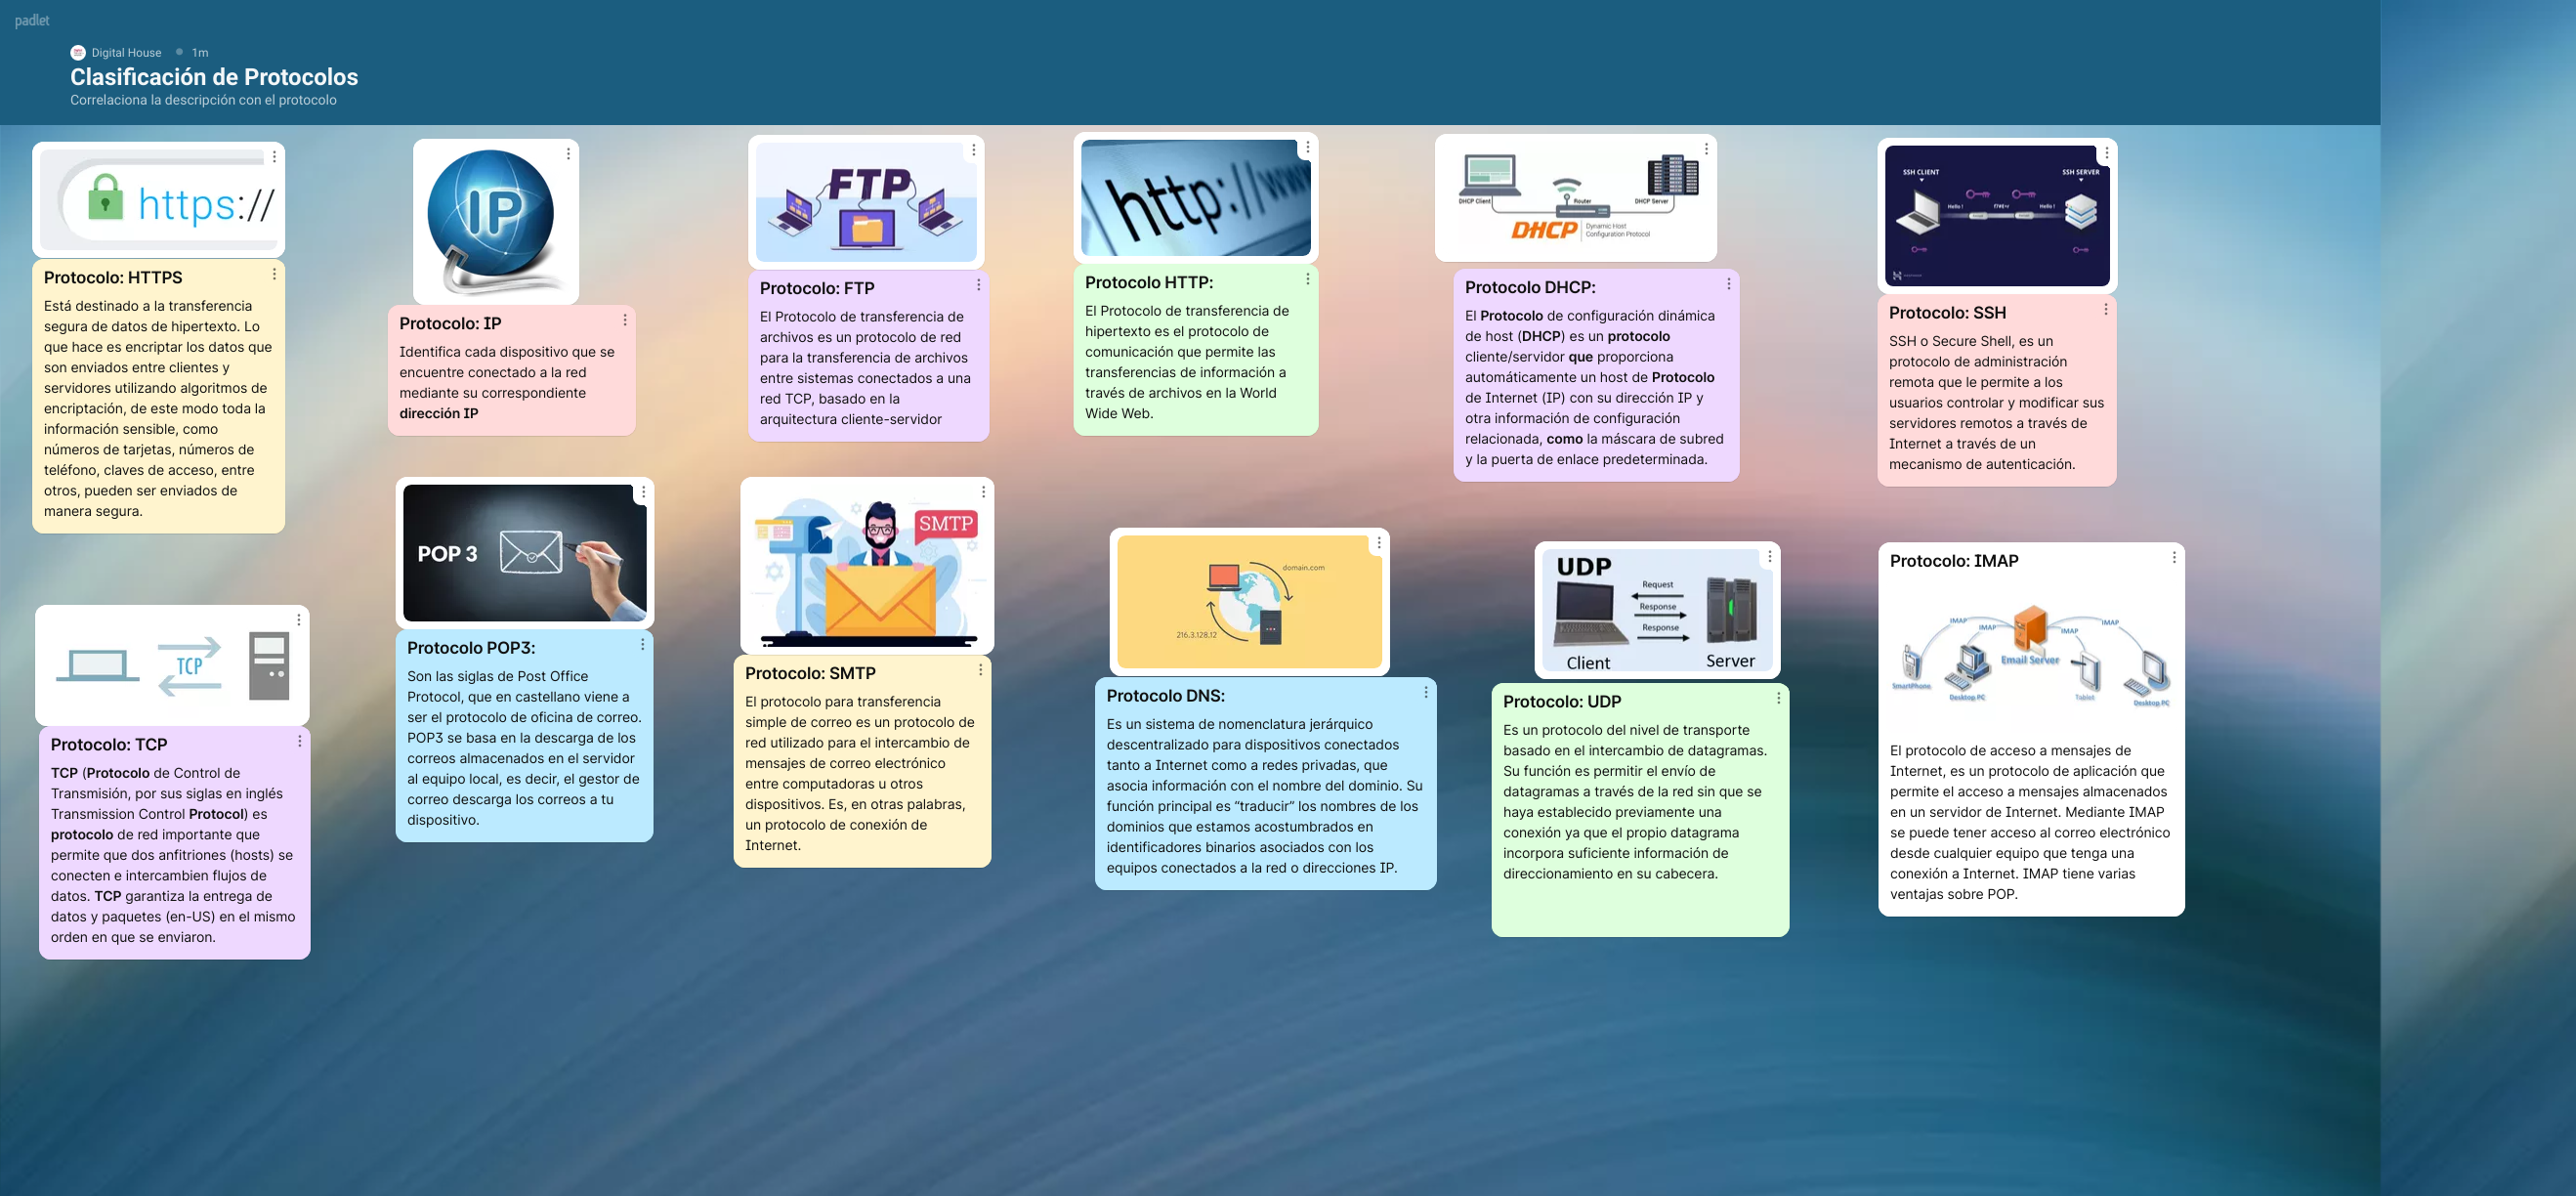 padlet
Digital House 1m
Clasificación de Protocolos
Correlaciona la descripción con el protocolo
https://
Protocolo: HTTPS
Está destinado a la transferencia
segura de datos de hipertexto. Lo
que hace es encriptar los datos que
son enviados entre clientes y
servidores utilizando algoritmos de
encriptación, de este modo toda la
información sensible, como
números de tarjetas, números de
teléfono, claves de acceso, entre
otros, pueden ser enviados de
manera segura.
IP
Protocolo: IP
Identifica cada dispositivo que se
encuentre conectado a la red
mediante su correspondiente
dirección IP
FTP
Protocolo: FTP
El Protocolo de transferencia de
archivos es un protocolo de red
para la transferencia de archivos
entre sistemas conectados a una
red TCP, basado en la
arquitectura cliente-servidor
http://www
Protocolo HTTP:
El Protocolo de transferencia de
hipertexto es el protocolo de
comunicación que permite las
transferencias de información a
través de archivos en la World
Wide Web.
DHCP Client
Router
DHCP Server
DHCP
Dynamic Host
Configuration Protocol
Protocolo DHCP:
El Protocolo de configuración dinámica
de host (DHCP) es un protocolo
cliente/servidor que proporciona
automáticamente un host de Protocolo
de Internet (IP) con su dirección IP y
otra información de configuración
relacionada, como la máscara de subred
y la puerta de enlace predeterminada.
SSH CLIENT
SSH SERVER
Hello !
Hello !
Protocolo: SSH
SSH o Secure Shell, es un
protocolo de administración
remota que le permite a los
usuarios controlar y modificar sus
servidores remotos a través de
Internet a través de un
mecanismo de autenticación.
TCP
Protocolo: TCP
TCP (Protocolo de Control de
Transmisión, por sus siglas en inglés
Transmission Control Protocol) es
protocolo de red importante que
permite que dos anfitriones (hosts) se
conecten e intercambien flujos de
datos. TCP garantiza la entrega de
datos y paquetes (en-US) en el mismo
orden en que se enviaron.
POP 3
Protocolo POP3:
Son las siglas de Post Office
Protocol, que en castellano viene a
ser el protocolo de oficina de correo.
POP3 se basa en la descarga de los
correos almacenados en el servidor
al equipo local, es decir, el gestor de
correo descarga los correos a tu
dispositivo.
SMTP
Protocolo: SMTP
El protocolo para transferencia
simple de correo es un protocolo de
red utilizado para el intercambio de
mensajes de correo electrónico
entre computadoras u otros
dispositivos. Es, en otras palabras,
un protocolo de conexión de
Internet.
domain.com
216.3.128.12
Protocolo DNS:
Es un sistema de nomenclatura jerárquico
descentralizado para dispositivos conectados
tanto a Internet como a redes privadas, que
asocia información con el nombre del dominio. Su
función principal es “traducir” los nombres de los
dominios que estamos acostumbrados en
identificadores binarios asociados con los
equipos conectados a la red o direcciones IP.
UDP
Request
Response
Response
Client
Server
Protocolo: UDP
Es un protocolo del nivel de transporte
basado en el intercambio de datagramas.
Su función es permitir el envío de
datagramas a través de la red sin que se
haya establecido previamente una
conexión ya que el propio datagrama
incorpora suficiente información de
direccionamiento en su cabecera.
Protocolo: IMAP
IMAP
IMAP
IMAP
IMAP
Email Server
SmartPhone
Desktop PC
Tablet
Desktop PC
El protocolo de acceso a mensajes de
Internet, es un protocolo de aplicación que
permite el acceso a mensajes almacenados
en un servidor de Internet. Mediante IMAP
se puede tener acceso al correo electrónico
desde cualquier equipo que tenga una
conexión a Internet. IMAP tiene varias
ventajas sobre POP.